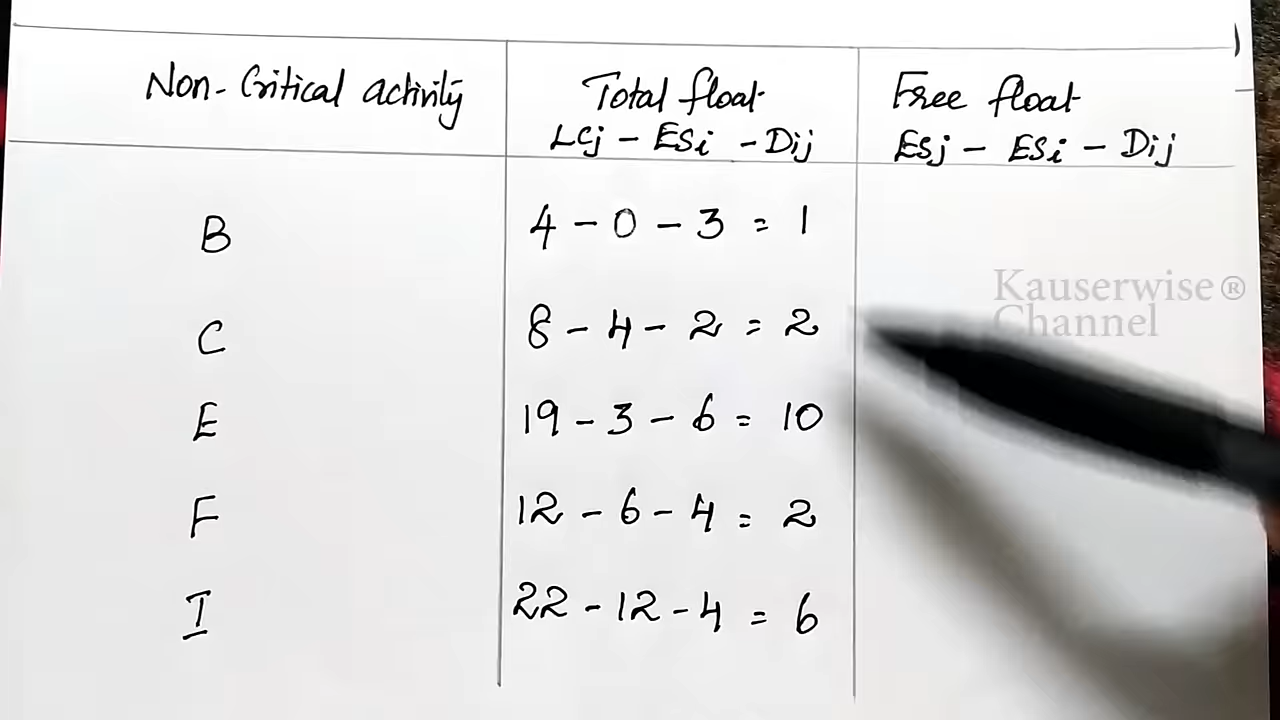 Non-Critical activity Total float Free float
LCj - ESi - Dij ESj - ESi - Dij
B 4 - 0 - 3 = 1
Kauserwise®
Channel
C 8 - 4 - 2 = 2
E 19 - 3 - 6 = 10
F 12 - 6 - 4 = 2
I 22 - 12 - 4 = 6